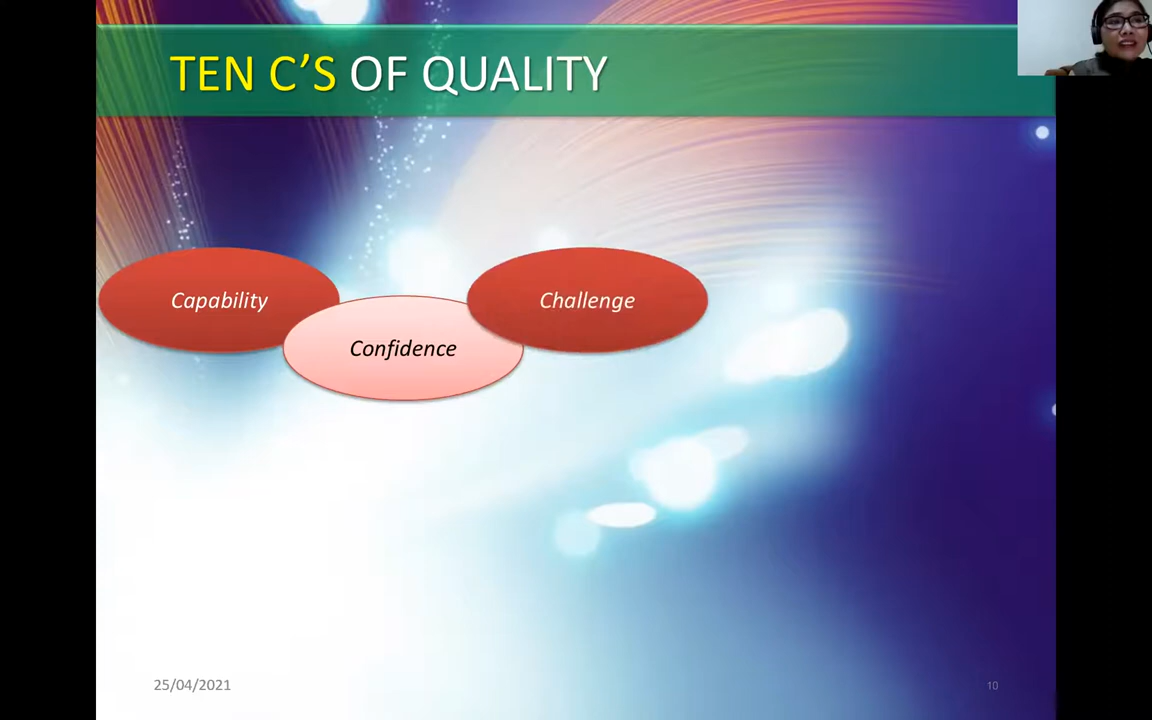 TEN C'S OF QUALITY
Capability
Challenge
Confidence
25/04/2021
10